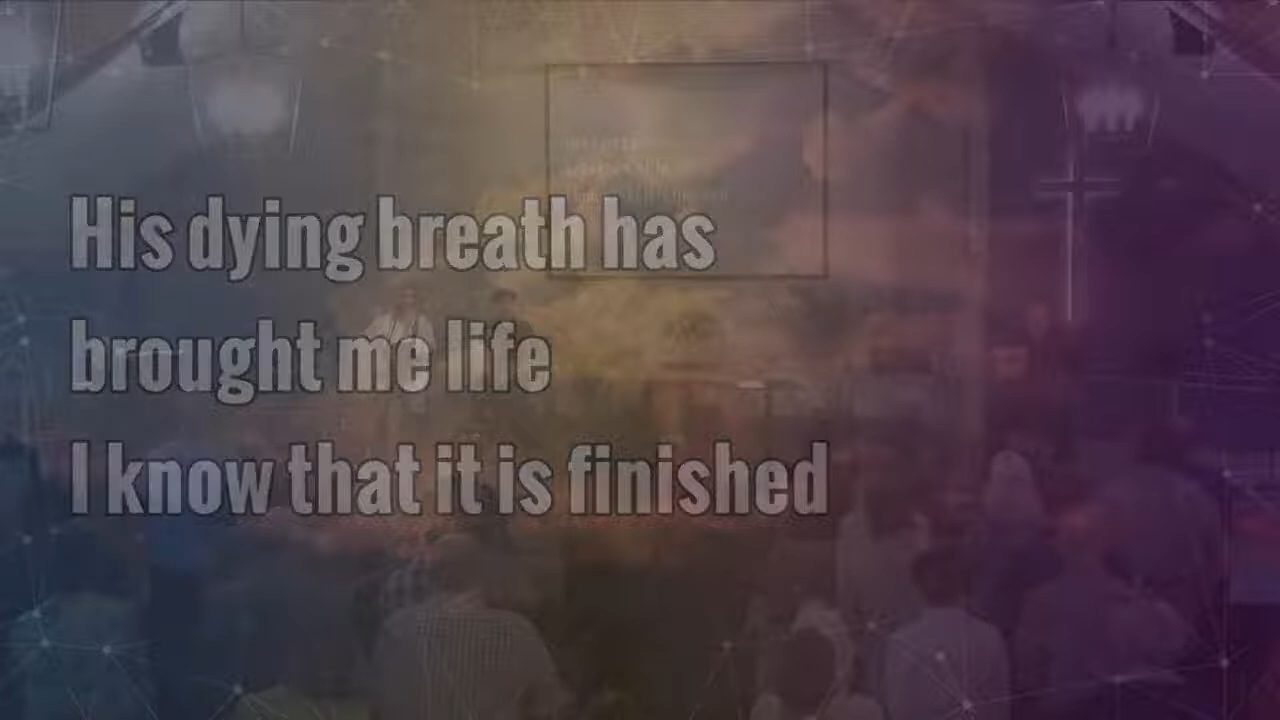 His dying breath has
brought me life
I know that it is finished